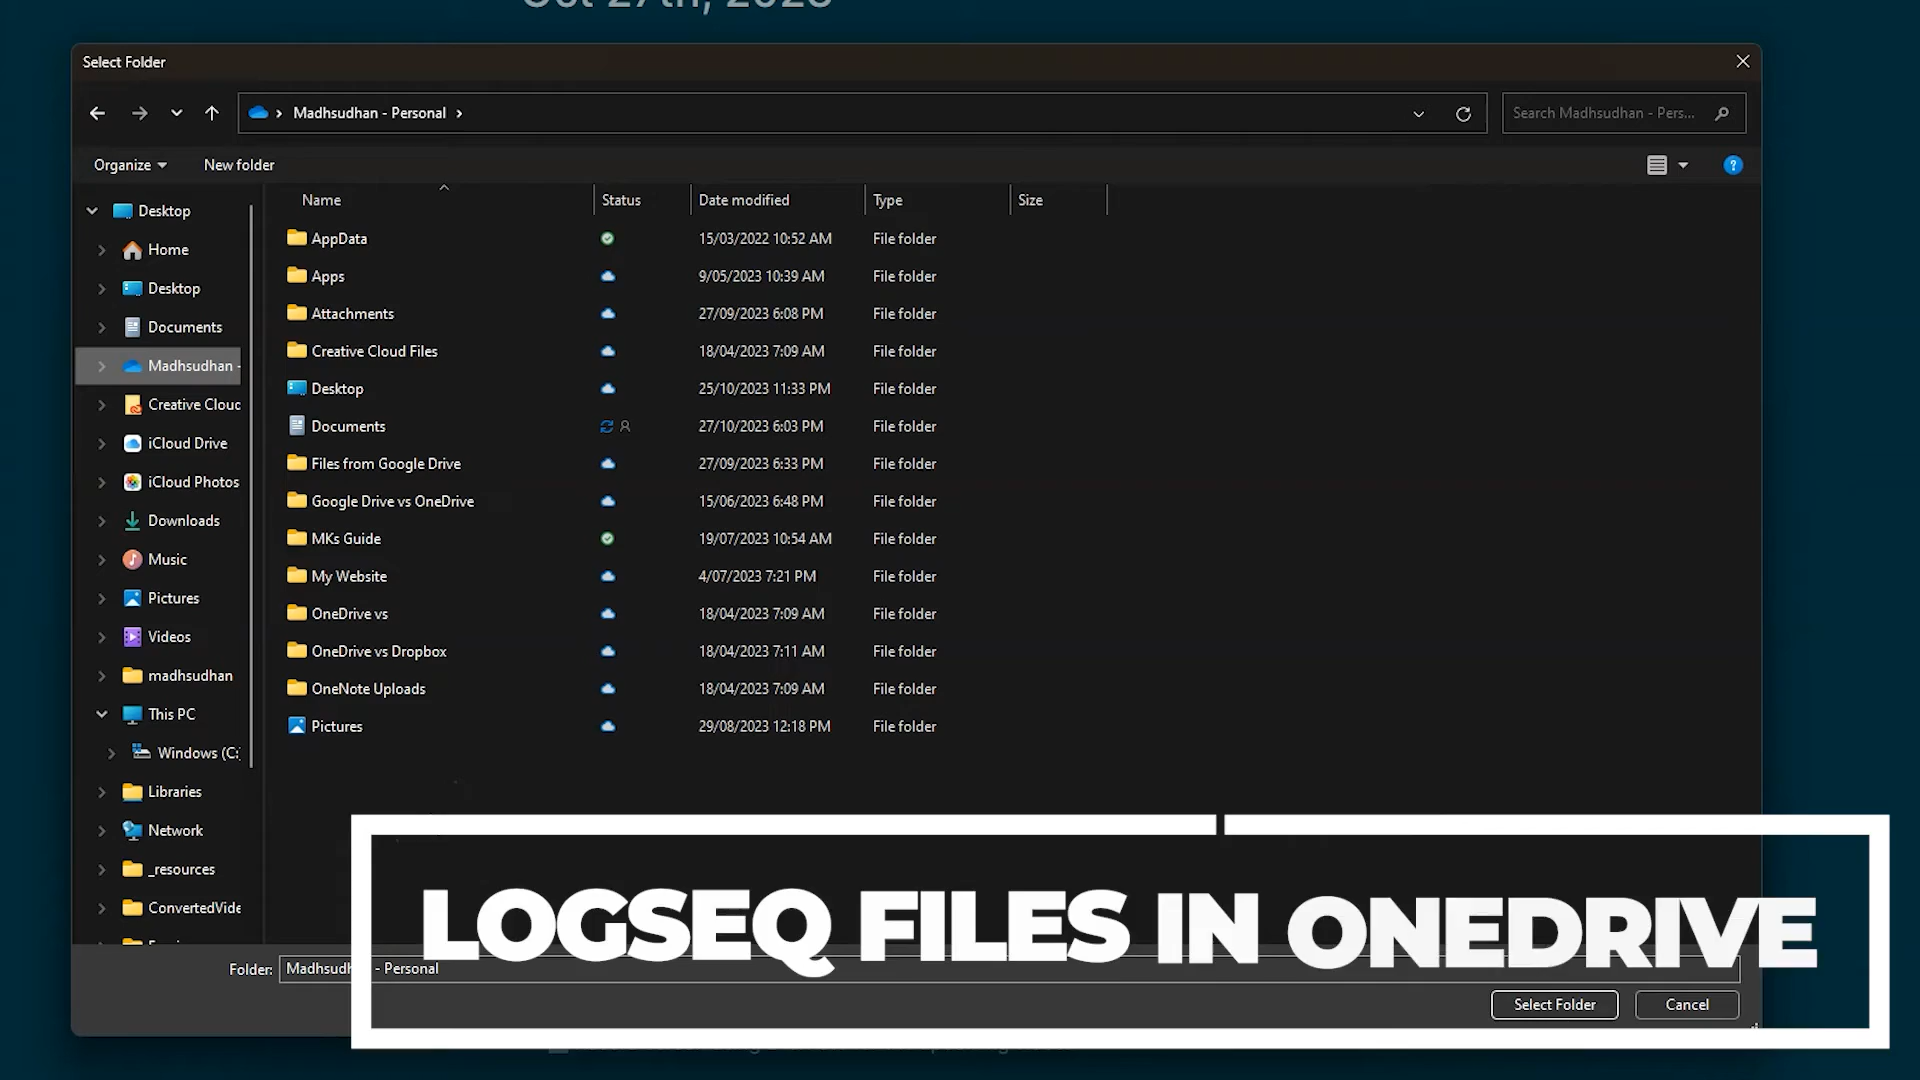 Oct 27th, 2023
Select Folder
Madhsudhan - Personal
Search Madhsudhan - Pers...
Organize
New folder
Name
Status
Date modified
Type
Size
Desktop
Home
Desktop
Documents
Madhsudhan -
Creative Cloud
iCloud Drive
iCloud Photos
Downloads
Music
Pictures
Videos
madhsudhan
This PC
Windows (C:)
Libraries
Network
_resources
ConvertedVide
AppData 15/03/2022 10:52 AM File folder
Apps 9/05/2023 10:39 AM File folder
Attachments 27/09/2023 6:08 PM File folder
Creative Cloud Files 18/04/2023 7:09 AM File folder
Desktop 25/10/2023 11:33 PM File folder
Documents 27/10/2023 6:03 PM File folder
Files from Google Drive 27/09/2023 6:33 PM File folder
Google Drive vs OneDrive 15/06/2023 6:48 PM File folder
MKs Guide 19/07/2023 10:54 AM File folder
My Website 4/07/2023 7:21 PM File folder
OneDrive vs 18/04/2023 7:09 AM File folder
OneDrive vs Dropbox 18/04/2023 7:11 AM File folder
OneNote Uploads 18/04/2023 7:09 AM File folder
Pictures 29/08/2023 12:18 PM File folder
LOGSEQ FILES IN ONEDRIVE
Folder: Madhsudh - Personal
Select Folder
Cancel